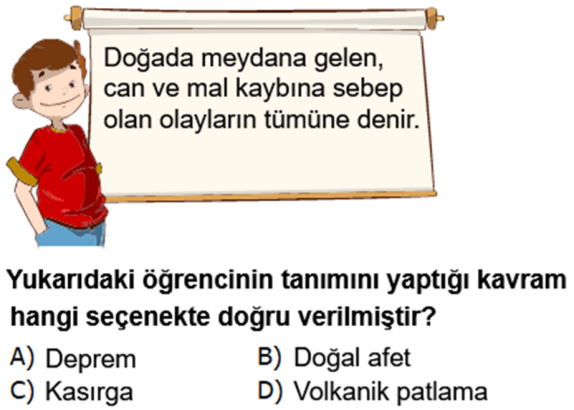 Doğada meydana gelen,
can ve mal kaybına sebep
olan olayların tümüne denir.
Yukarıdaki öğrencinin tanımını yaptığı kavram
hangi seçenekte doğru verilmiştir?
A) Deprem B) Doğal afet
C) Kasırga D) Volkanik patlama